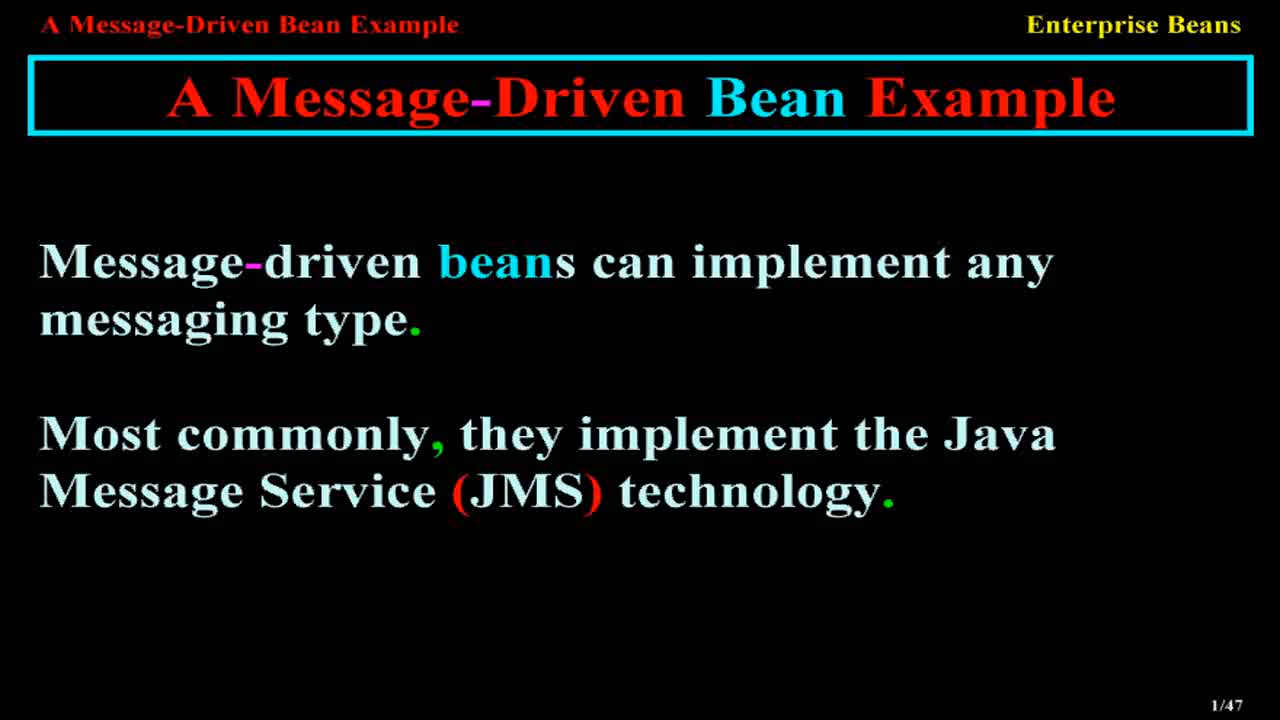 A Message-Driven Bean Example
Enterprise Beans
A Message-Driven Bean Example
Message-driven beans can implement any
messaging type.
Most commonly, they implement the Java
Message Service (JMS) technology.
1/47